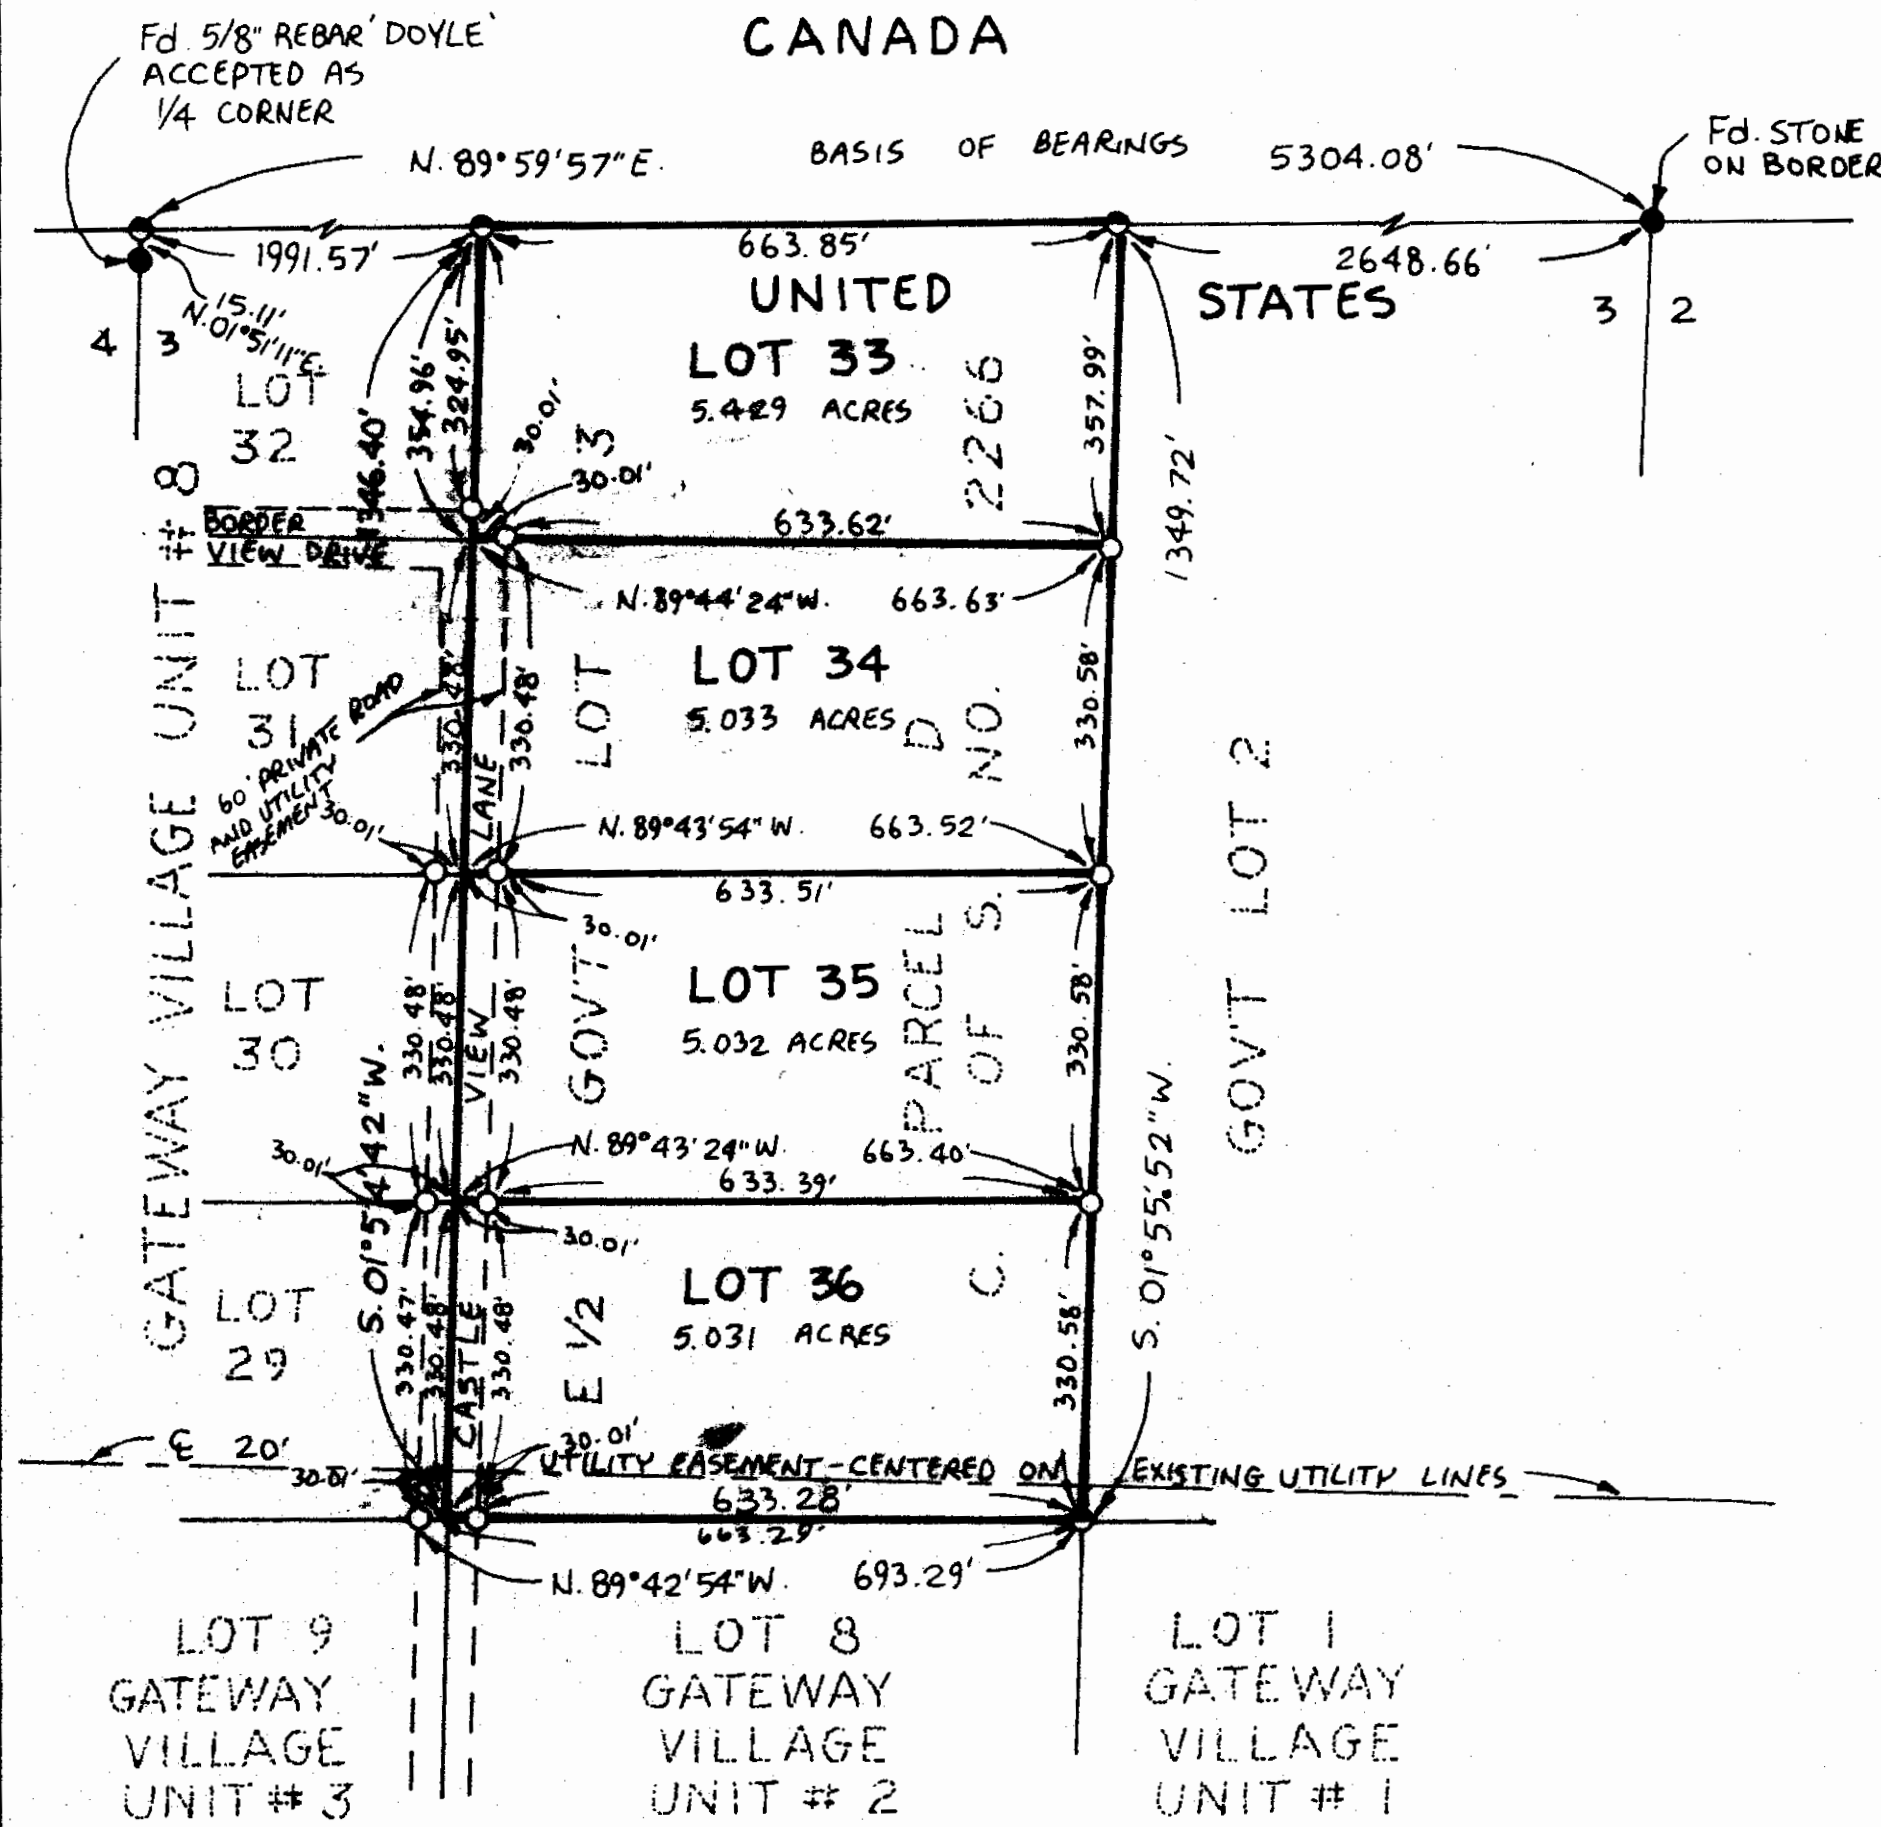 CANADA
Fd. 5/8" REBAR 'DOYLE'
ACCEPTED AS
1/4 CORNER
N. 89°59'57"E.
BASIS OF BEARINGS
5304.08'
Fd. STONE
ON BORDER
1991.57'
663.85'
2648.66'
15.11'
N.01°51'11"E.
4
3
3
2
UNITED STATES
LOT
32
1346.40'
354.96'
324.95'
30.01'
30.01'
LOT 33
5.429 ACRES
357.99'
1349.72'
BORDER
VIEW DRIVE
633.62'
N.89°44'24"W.
663.63'
LOT
31
60' PRIVATE ROAD
AND UTILITY
EASEMENT
330.48'
330.48'
LOT 34
5.033 ACRES
330.58'
30.01'
N.89°43'54"W.
663.52'
633.51'
30.01'
LOT
30
330.48'
330.48'
330.48'
LOT 35
5.032 ACRES
330.58'
30.01'
N.89°43'24"W.
663.40'
633.39'
30.01'
LOT
29
330.47'
330.48'
330.48'
LOT 36
5.031 ACRES
330.58'
S.01°54'42"W.
S.01°55'52"W.
CASTLE VIEW LANE
GATEWAY VILLAGE UNIT #8
E 1/2 GOV'T LOT 3
PARCEL D
C. OF S. NO. 2266
GOV'T LOT 2
℄ 20'
UTILITY EASEMENT-CENTERED ON EXISTING UTILITY LINES
30.01'
30.01'
633.28'
663.29'
N.89°42'54"W.
693.29'
LOT 9
GATEWAY
VILLAGE
UNIT #3
LOT 8
GATEWAY
VILLAGE
UNIT # 2
LOT 1
GATEWAY
VILLAGE
UNIT # 1